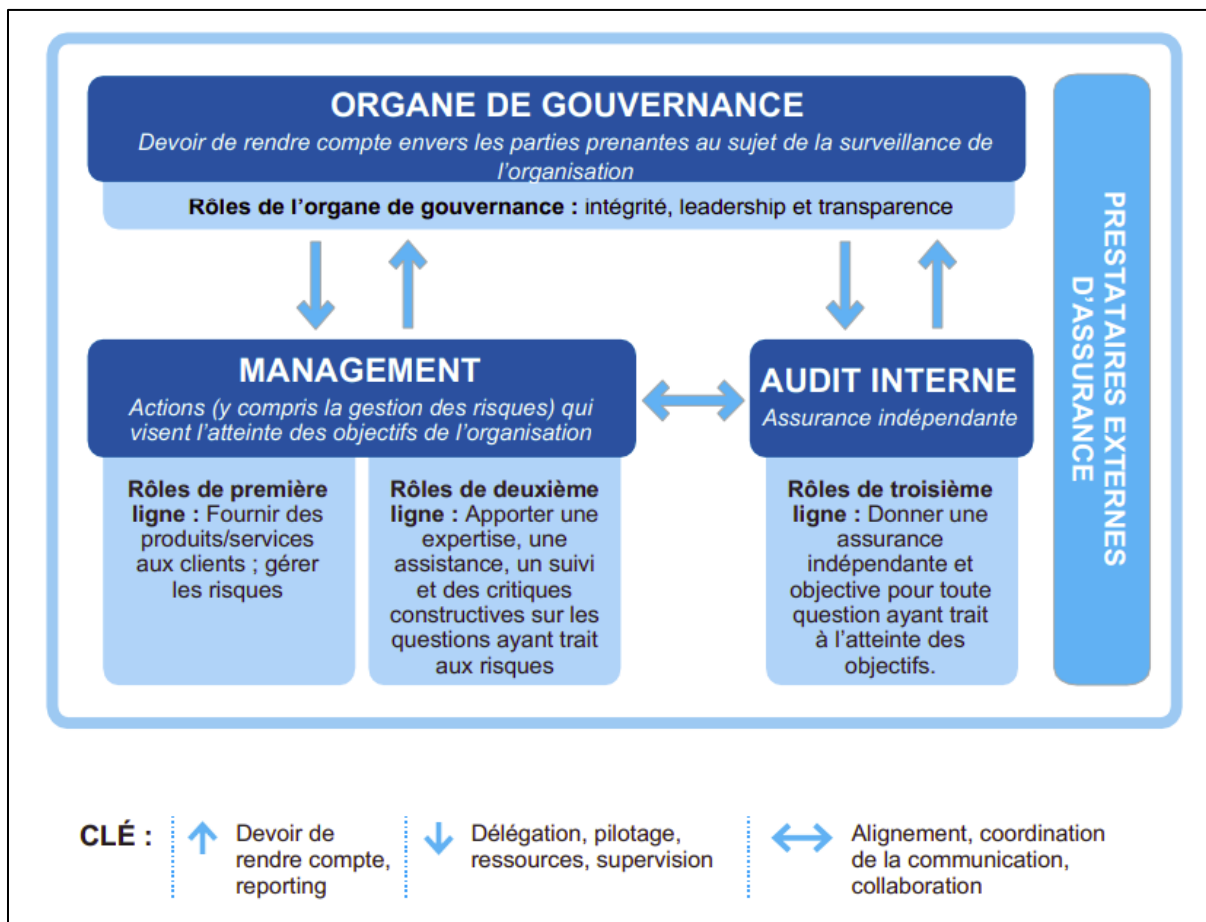 ORGANE DE GOUVERNANCE
Devoir de rendre compte envers les parties prenantes au sujet de la surveillance de
l’organisation
Rôles de l’organe de gouvernance : intégrité, leadership et transparence
MANAGEMENT
Actions (y compris la gestion des risques) qui
visent l’atteinte des objectifs de l’organisation
Rôles de première
ligne : Fournir des
produits/services
aux clients ; gérer
les risques
Rôles de deuxième
ligne : Apporter une
expertise, une
assistance, un suivi
et des critiques
constructives sur les
questions ayant trait
aux risques
AUDIT INTERNE
Assurance indépendante
Rôles de troisième
ligne : Donner une
assurance
indépendante et
objective pour toute
question ayant trait
à l’atteinte des
objectifs.
PRESTATAIRES EXTERNES
D’ASSURANCE
CLÉ :
Devoir de
rendre compte,
reporting
Délégation, pilotage,
ressources, supervision
Alignement, coordination
de la communication,
collaboration